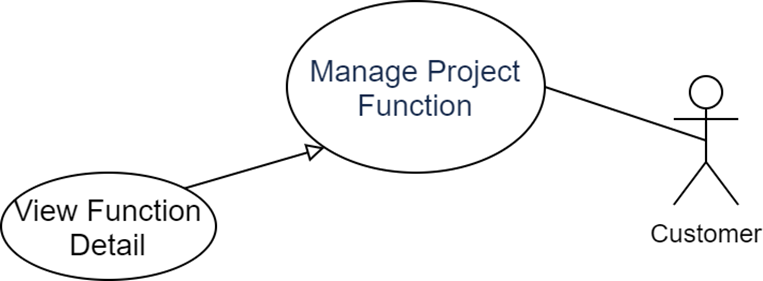 Manage Project
Function
View Function
Detail
Customer